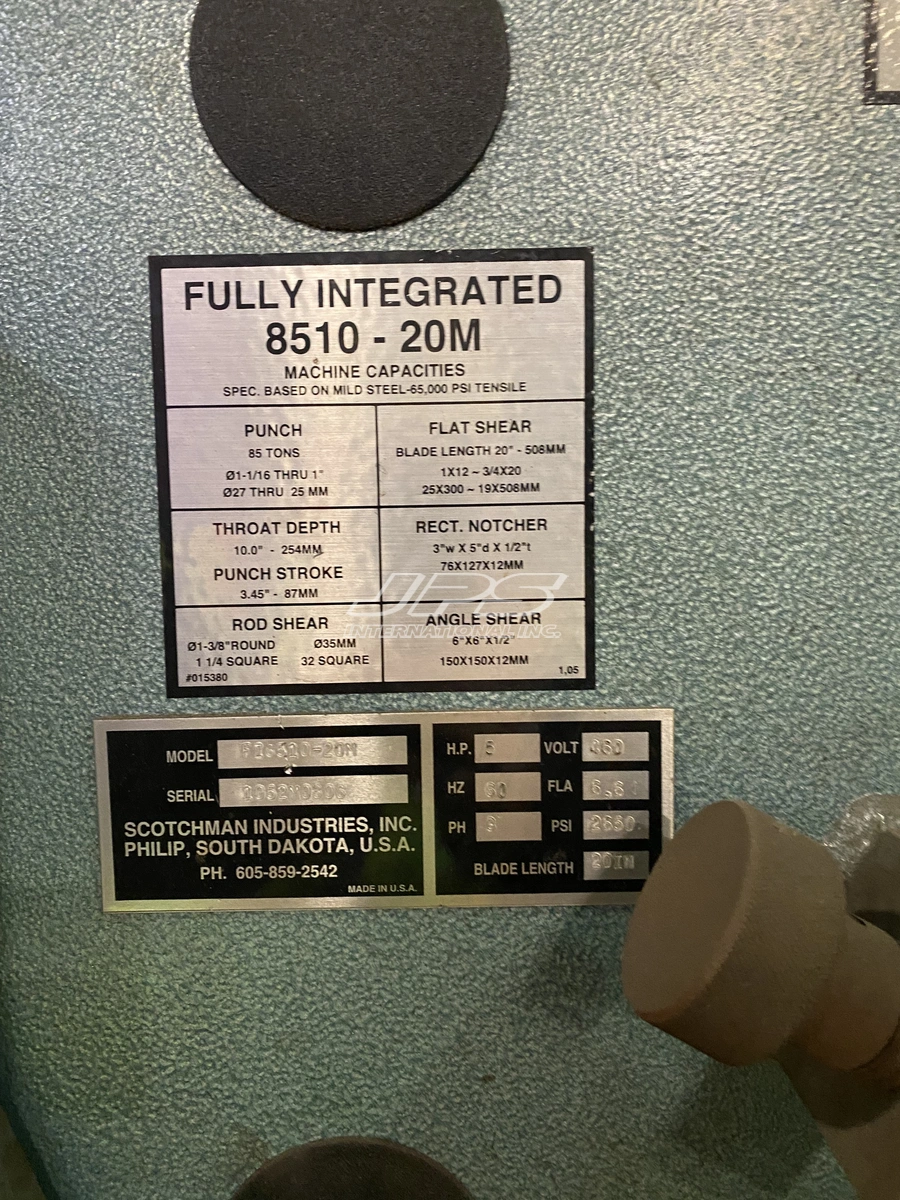 FULLY INTEGRATED
8510 - 20M
MACHINE CAPACITIES
SPEC. BASED ON MILD STEEL-65,000 PSI TENSILE
PUNCH
85 TONS
Ø1-1/16 THRU 1"
Ø27 THRU 25 MM
FLAT SHEAR
BLADE LENGTH 20" - 508MM
1X12 ~ 3/4X20
25X300 ~ 19X508MM
THROAT DEPTH
10.0" - 254MM
PUNCH STROKE
3.45" - 87MM
RECT. NOTCHER
3"w X 5"d X 1/2"t
76X127X12MM
ROD SHEAR
Ø1-3/8"ROUND Ø35MM
1 1/4 SQUARE 32 SQUARE
#015380
ANGLE SHEAR
6"X6"X1/2"
150X150X12MM
1,05
JPS
INTERNATIONAL, INC.
MODEL
SERIAL
SCOTCHMAN INDUSTRIES, INC.
PHILIP, SOUTH DAKOTA, U.S.A.
PH. 605-859-2542
MADE IN U.S.A.
H.P. VOLT 460
HZ 60 FLA
PH 3 PSI
BLADE LENGTH 20IN